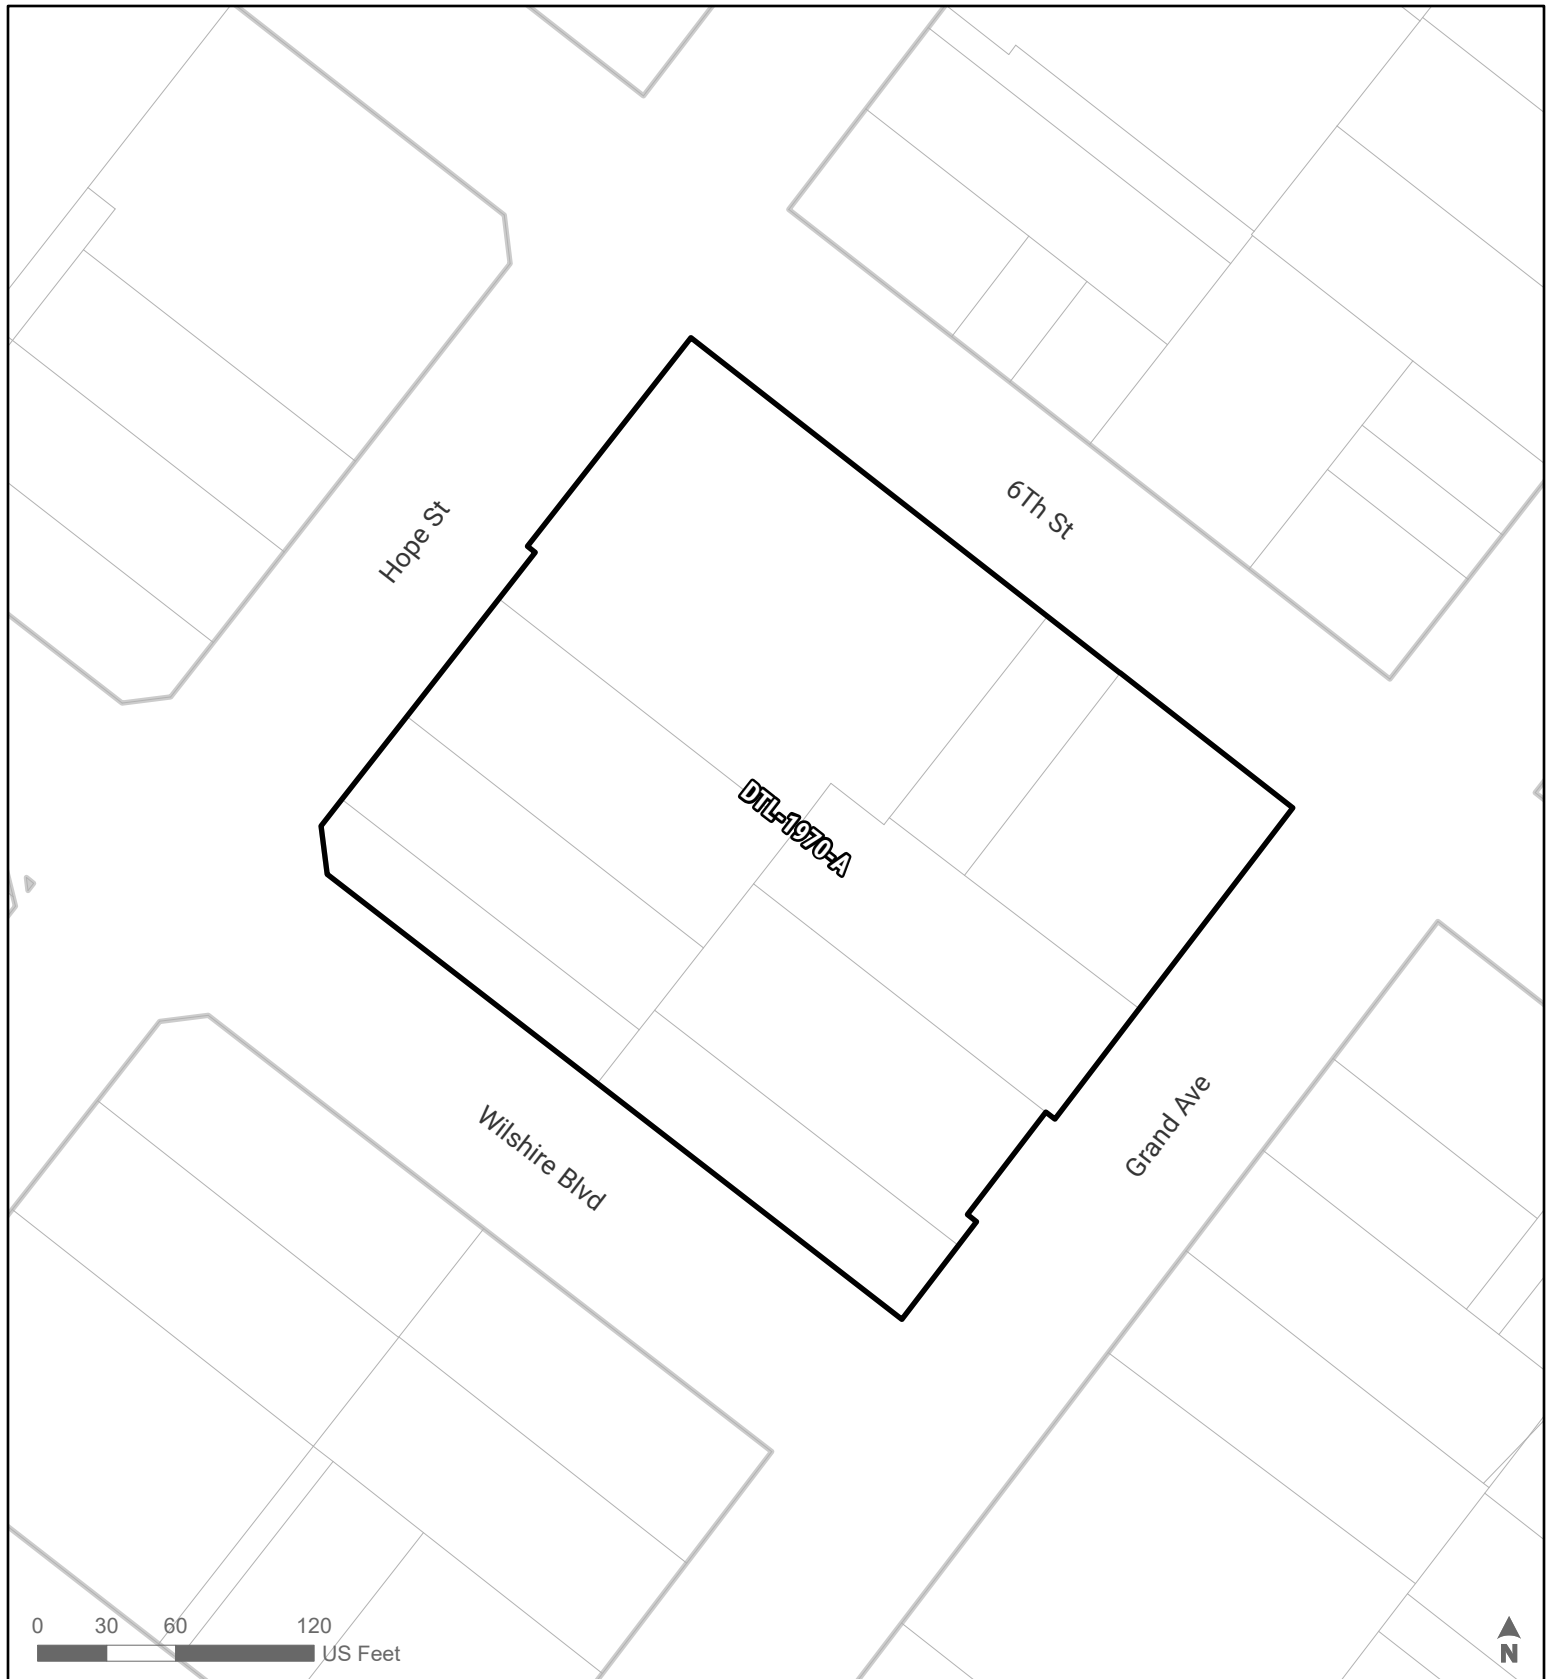 6Th St
Hope St
DTL-1970-A
Grand Ave
Wilshire Blvd
0 30 60 120
US Feet
N